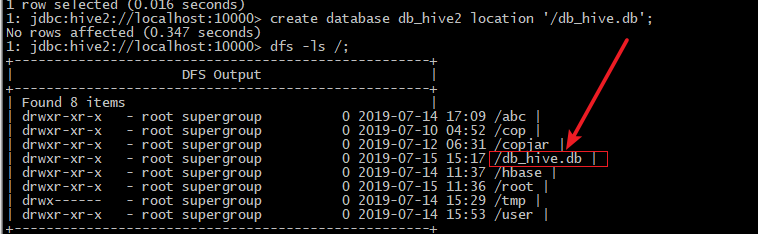 1 row selected (0.016 seconds)
1: jdbc:hive2://localhost:10000> create database db_hive2 location '/db_hive.db';
No rows affected (0.347 seconds)
1: jdbc:hive2://localhost:10000> dfs -ls /;
+----------------------------------------------------+
|                     DFS Output                     |
+----------------------------------------------------+
| Found 8 items                                      |
| drwxr-xr-x   - root supergroup          0 2019-07-14 17:09 /abc |
| drwxr-xr-x   - root supergroup          0 2019-07-10 04:52 /cop |
| drwxr-xr-x   - root supergroup          0 2019-07-12 06:31 /copjar |
| drwxr-xr-x   - root supergroup          0 2019-07-15 15:17 /db_hive.db |
| drwxr-xr-x   - root supergroup          0 2019-07-14 11:37 /hbase |
| drwxr-xr-x   - root supergroup          0 2019-07-15 11:36 /root |
| drwx------   - root supergroup          0 2019-07-14 15:29 /tmp |
| drwxr-xr-x   - root supergroup          0 2019-07-14 15:53 /user |
+----------------------------------------------------+